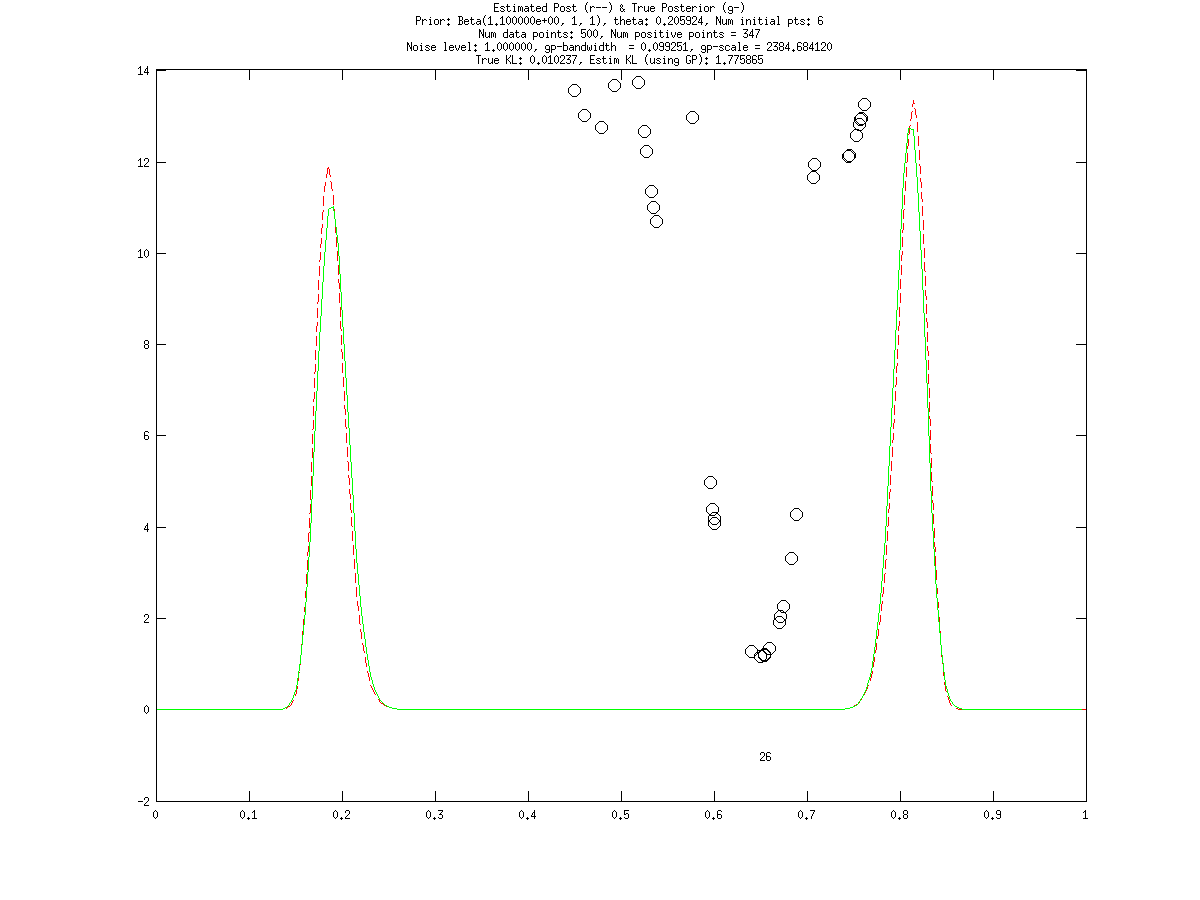 Estimated Post (r--) & True Posterior (g-)
Prior: Beta(1.100000e+00, 1, 1), theta: 0.205924, Num initial pts: 6
Num data points: 500, Num positive points = 347
Noise level: 1.000000, gp-bandwidth  = 0.099251, gp-scale = 2384.684120
True KL: 0.010237, Estim KL (using GP): 1.775865
14
12
10
8
6
4
2
0
26
-2
0 0.1 0.2 0.3 0.4 0.5 0.6 0.7 0.8 0.9 1